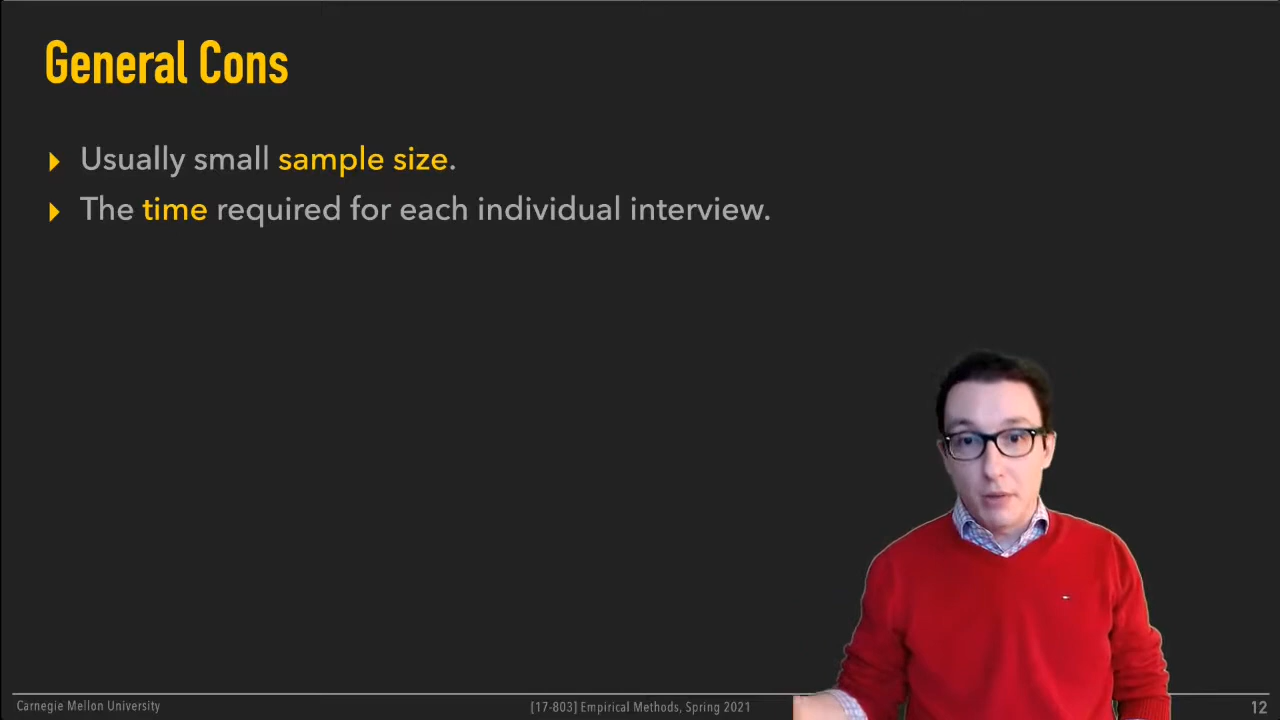 General Cons
Usually small sample size.
The time required for each individual interview.
Carnegie Mellon University
[17-803] Empirical Methods, Spring 2021
12